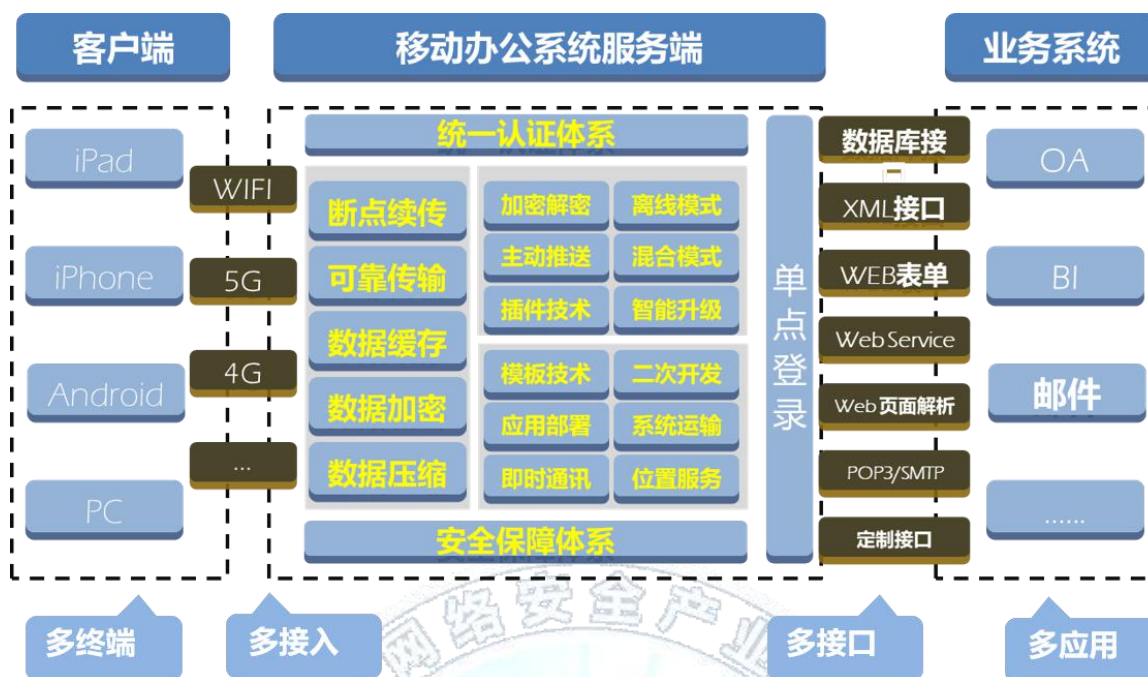 客户端
移动办公系统服务端
业务系统
iPad
iPhone
Android
PC
WIFI
5G
4G
...
统一认证体系
断点续传
可靠传输
数据缓存
数据加密
数据压缩
加密解密
离线模式
主动推送
混合模式
插件技术
智能升级
模板技术
二次开发
应用部署
系统运输
即时通讯
位置服务
安全保障体系
单点登录
数据库接
XML接口
WEB表单
Web Service
Web页面解析
POP3/SMTP
定制接口
OA
BI
邮件
......
多终端
多接入
多接口
多应用
网络安全产业